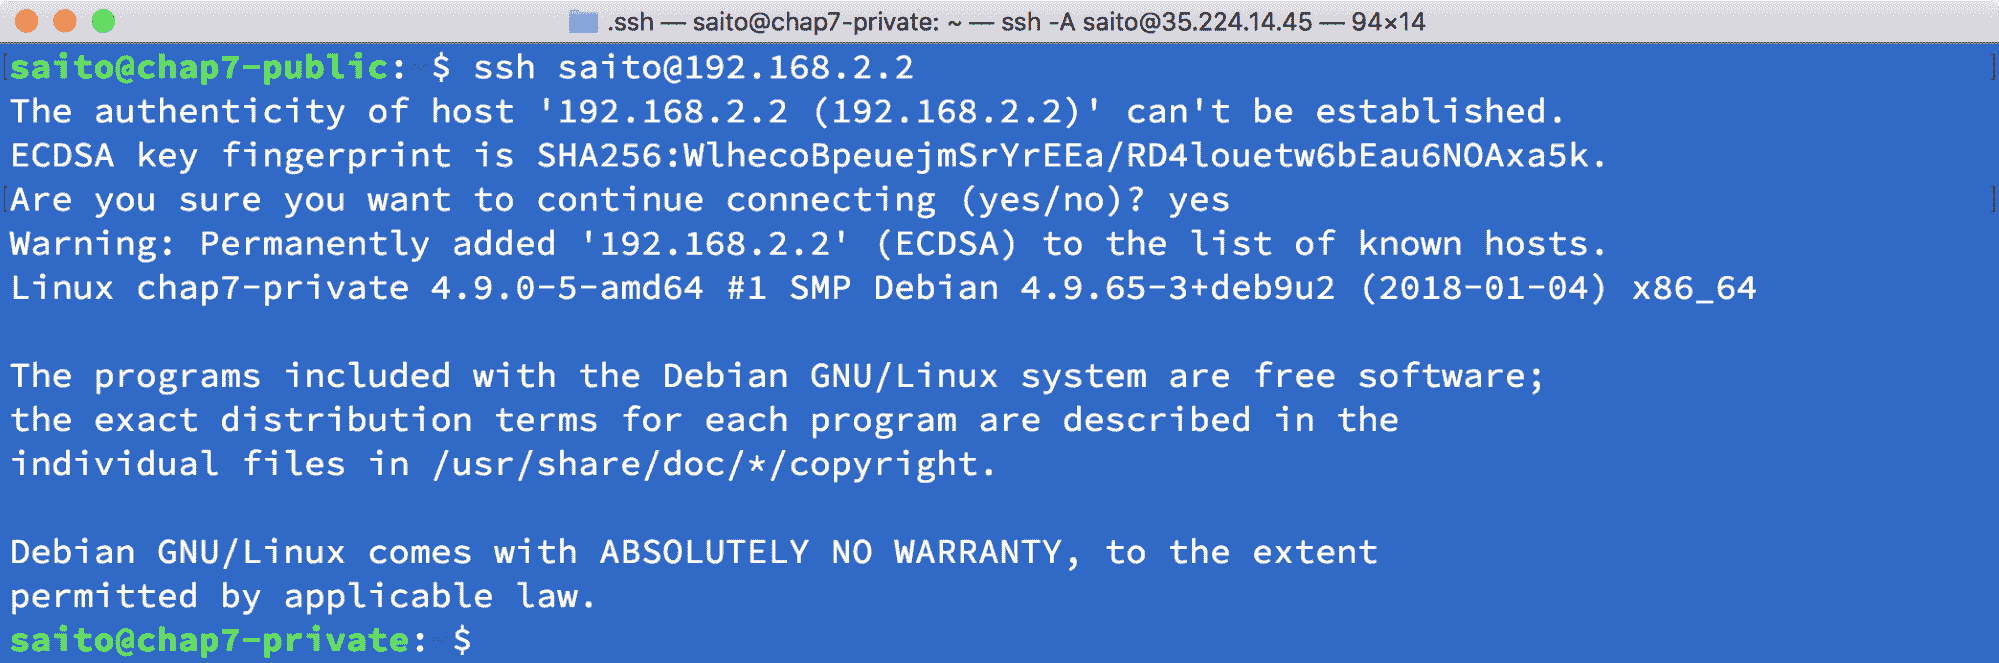 .ssh — saito@chap7-private: ~ — ssh -A saito@35.224.14.45 — 94×14
saito@chap7-public:~$ ssh saito@192.168.2.2
The authenticity of host '192.168.2.2 (192.168.2.2)' can't be established.
ECDSA key fingerprint is SHA256:WlhecoBpeuejmSrYrEEa/RD4louetw6bEau6NOAxa5k.
Are you sure you want to continue connecting (yes/no)? yes
Warning: Permanently added '192.168.2.2' (ECDSA) to the list of known hosts.
Linux chap7-private 4.9.0-5-amd64 #1 SMP Debian 4.9.65-3+deb9u2 (2018-01-04) x86_64
The programs included with the Debian GNU/Linux system are free software;
the exact distribution terms for each program are described in the
individual files in /usr/share/doc/*/copyright.
Debian GNU/Linux comes with ABSOLUTELY NO WARRANTY, to the extent
permitted by applicable law.
saito@chap7-private:~$